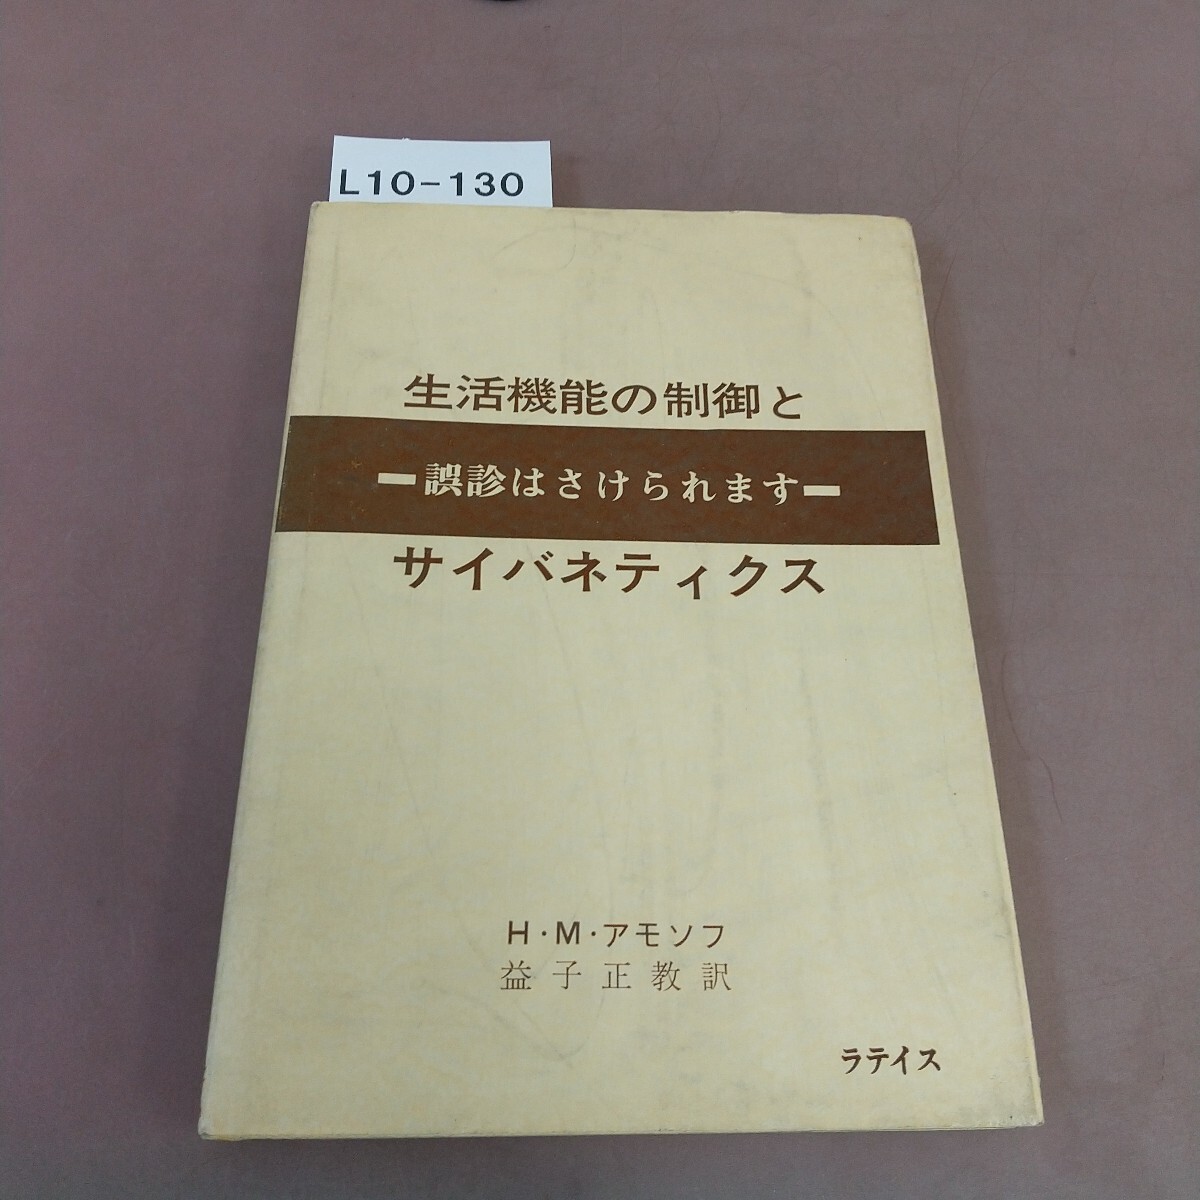 L10-130
生活機能の制御と
━誤診はさけられます━
サイバネティクス
H・M・アモソフ
益子正教訳
ラテイス